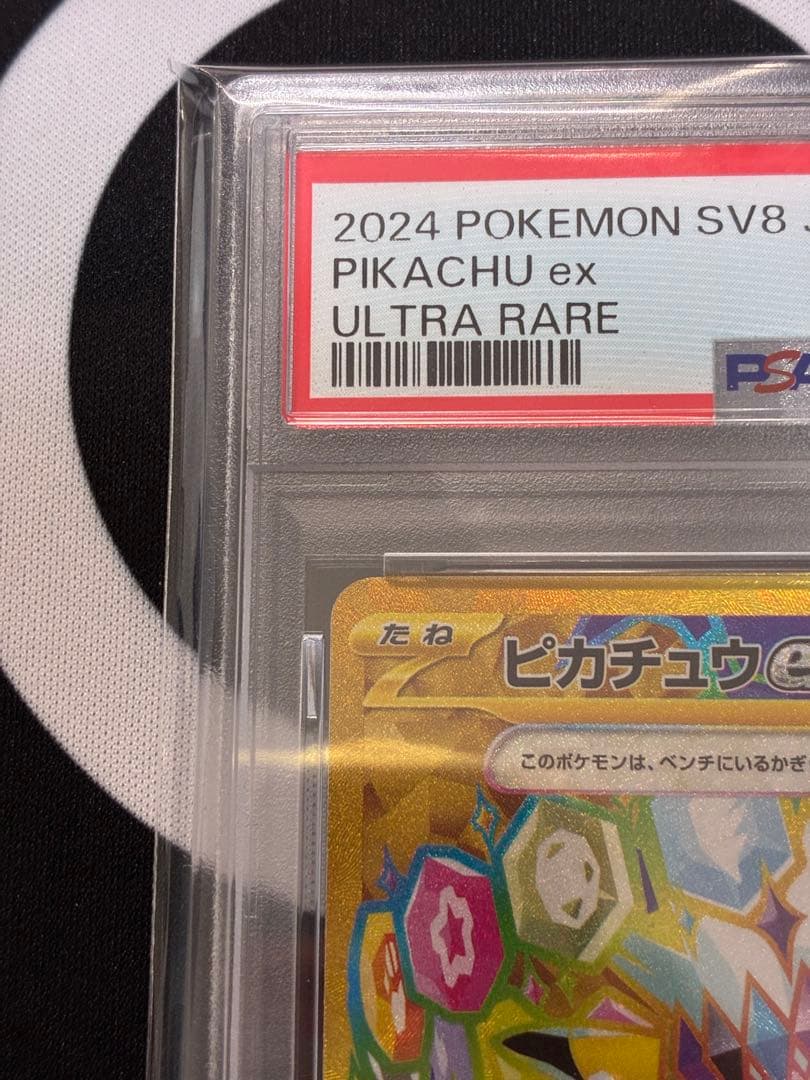 2024 POKEMON SV8
PIKACHU ex
ULTRA RARE
PSA
たね
ピカチュウe
このポケモンは、ベンチにいるかぎ